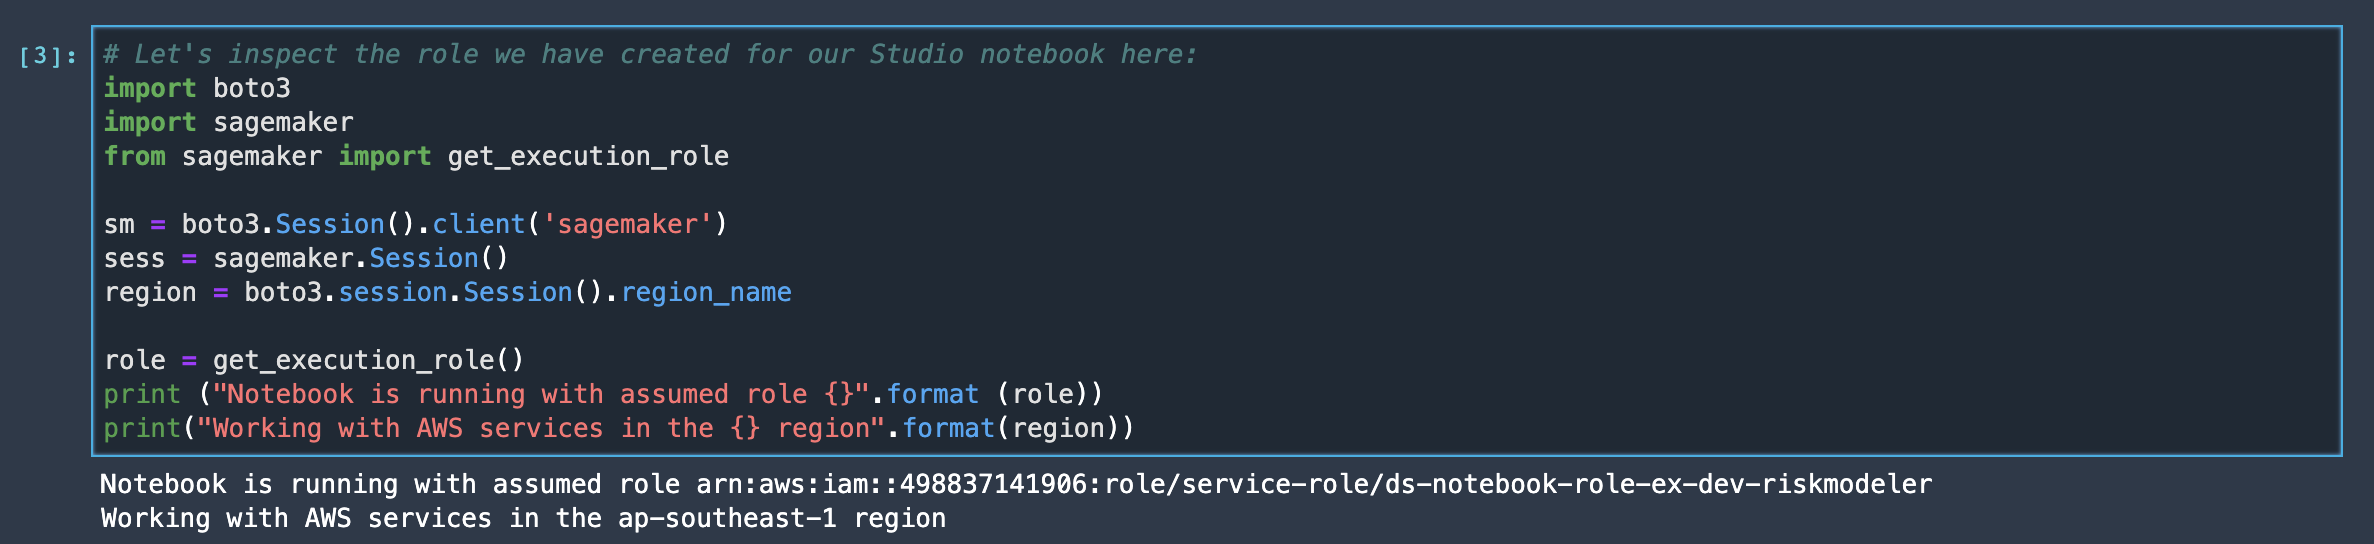 [3]: # Let's inspect the role we have created for our Studio notebook here:
import boto3
import sagemaker
from sagemaker import get_execution_role
sm = boto3.Session().client('sagemaker')
sess = sagemaker.Session()
region = boto3.session.Session().region_name
role = get_execution_role()
print ("Notebook is running with assumed role {}".format (role))
print("Working with AWS services in the {} region".format(region))
Notebook is running with assumed role arn:aws:iam::498837141906:role/service-role/ds-notebook-role-ex-dev-riskmodeler
Working with AWS services in the ap-southeast-1 region